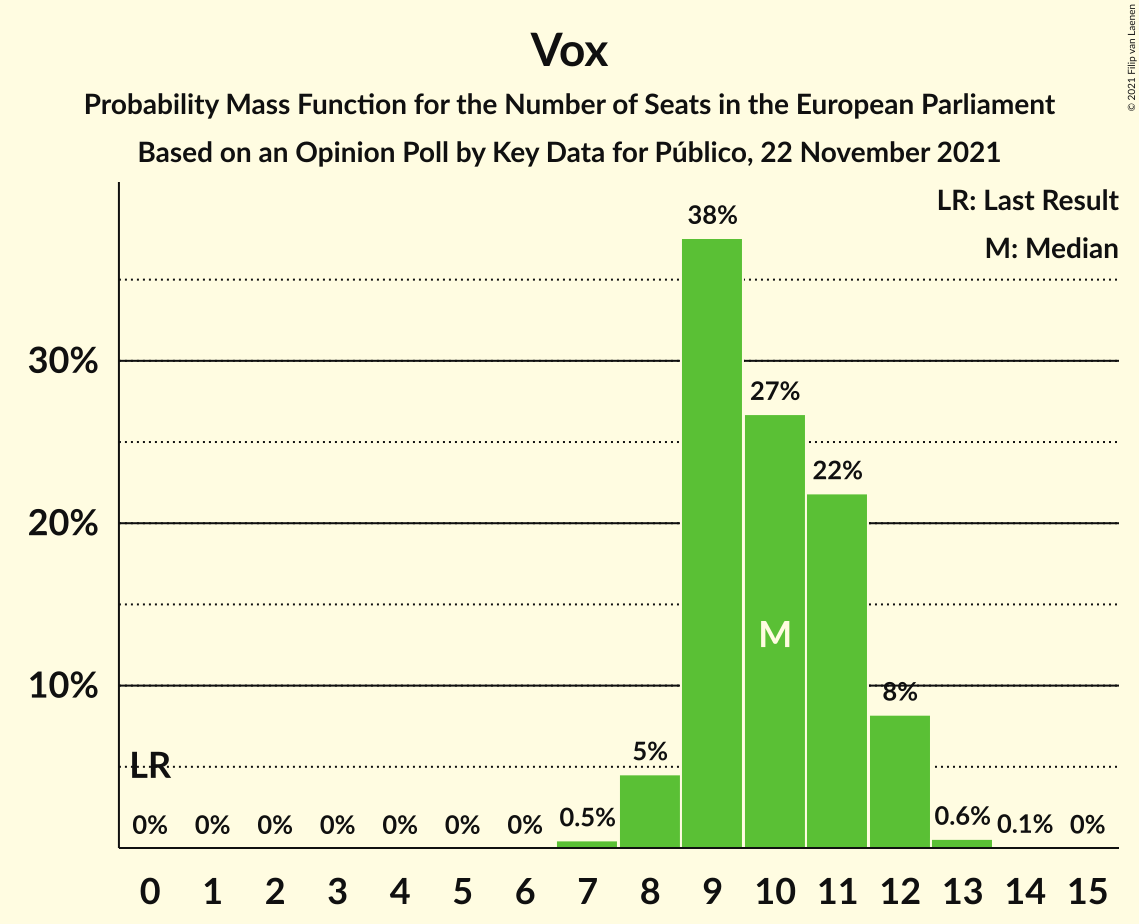 Vox
Probability Mass Function for the Number of Seats in the European Parliament
Based on an Opinion Poll by Key Data for Público, 22 November 2021
© 2021 Filip van Laenen
LR: Last Result
M: Median
38%
30%
27%
22%
20%
M
10%
8%
5%
LR
0% 0% 0% 0% 0% 0% 0% 0.5% 0.6% 0.1% 0%
0 1 2 3 4 5 6 7 8 9 10 11 12 13 14 15